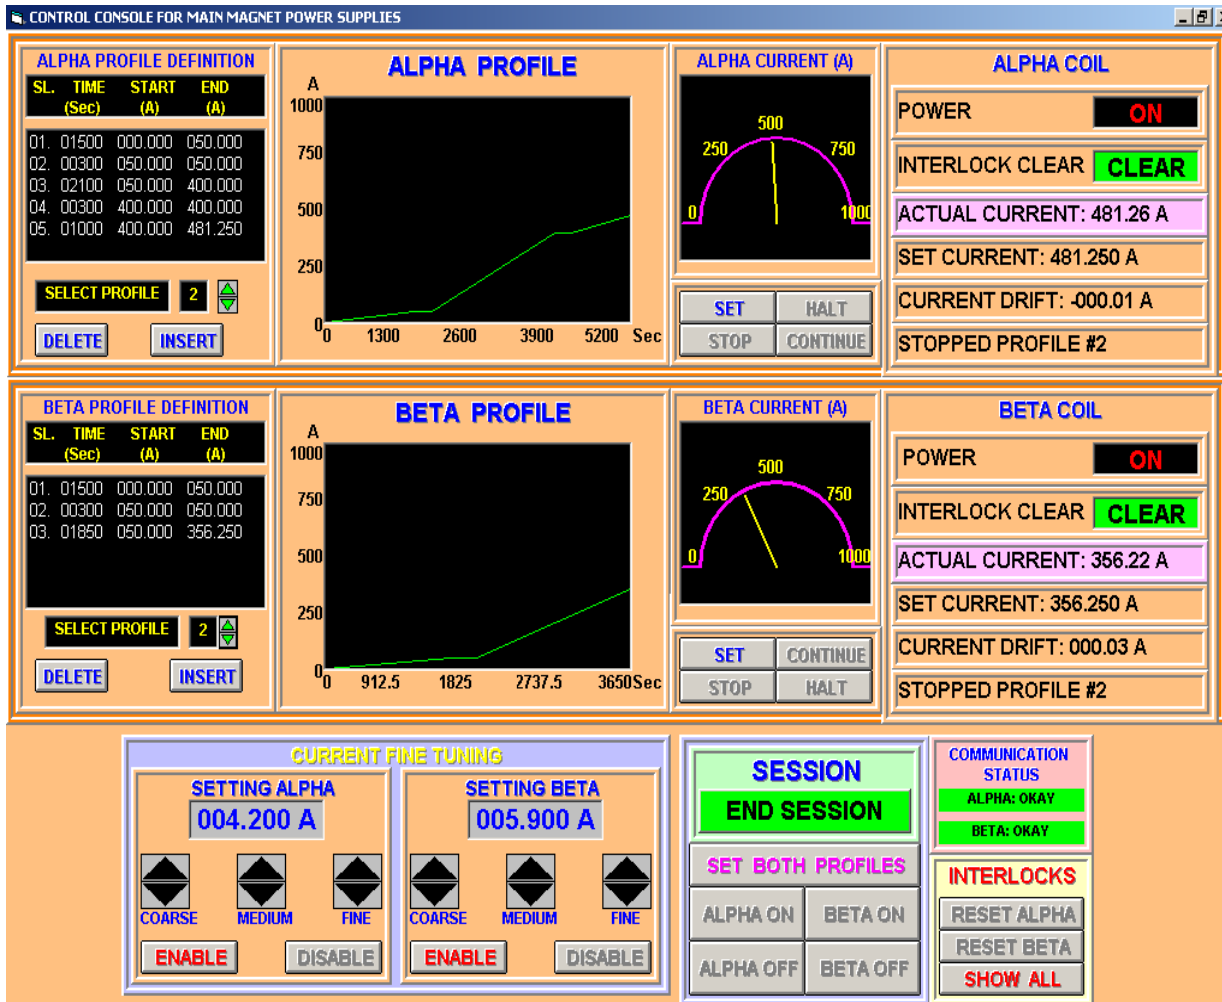 CONTROL CONSOLE FOR MAIN MAGNET POWER SUPPLIES
ALPHA PROFILE DEFINITION
SL. TIME START END
(Sec) (A) (A)
01. 01500 000.000 050.000
02. 00300 050.000 050.000
03. 02100 050.000 400.000
04. 00300 400.000 400.000
05. 01000 400.000 481.250
SELECT PROFILE 2
DELETE INSERT
ALPHA PROFILE
A
1000
750
500
250
0
0 1300 2600 3900 5200 Sec
ALPHA CURRENT (A)
500
250 750
0 1000
SET HALT
STOP CONTINUE
ALPHA COIL
POWER ON
INTERLOCK CLEAR CLEAR
ACTUAL CURRENT: 481.26 A
SET CURRENT: 481.250 A
CURRENT DRIFT: -000.01 A
STOPPED PROFILE #2
BETA PROFILE DEFINITION
SL. TIME START END
(Sec) (A) (A)
01. 01500 000.000 050.000
02. 00300 050.000 050.000
03. 01850 050.000 356.250
SELECT PROFILE 2
DELETE INSERT
BETA PROFILE
A
1000
750
500
250
0
0 912.5 1825 2737.5 3650Sec
BETA CURRENT (A)
500
250 750
0 1000
SET CONTINUE
STOP HALT
BETA COIL
POWER ON
INTERLOCK CLEAR CLEAR
ACTUAL CURRENT: 356.22 A
SET CURRENT: 356.250 A
CURRENT DRIFT: 000.03 A
STOPPED PROFILE #2
CURRENT FINE TUNING
SETTING ALPHA
004.200 A
COARSE MEDIUM FINE
ENABLE DISABLE
SETTING BETA
005.900 A
COARSE MEDIUM FINE
ENABLE DISABLE
SESSION
END SESSION
SET BOTH PROFILES
ALPHA ON BETA ON
ALPHA OFF BETA OFF
COMMUNICATION
STATUS
ALPHA: OKAY
BETA: OKAY
INTERLOCKS
RESET ALPHA
RESET BETA
SHOW ALL